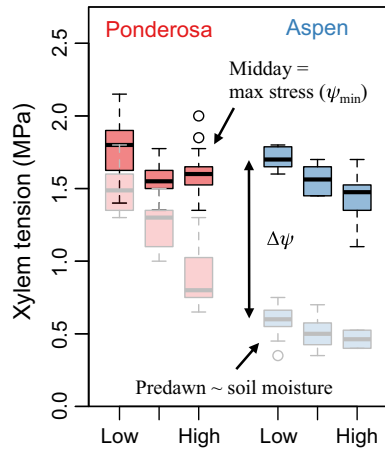 Ponderosa Aspen
Midday =
max stress (ψmin)
Xylem tension (MPa)
2.5
2.0
1.5
1.0
0.5
0.0
Δψ
Predawn ~ soil moisture
Low High Low High